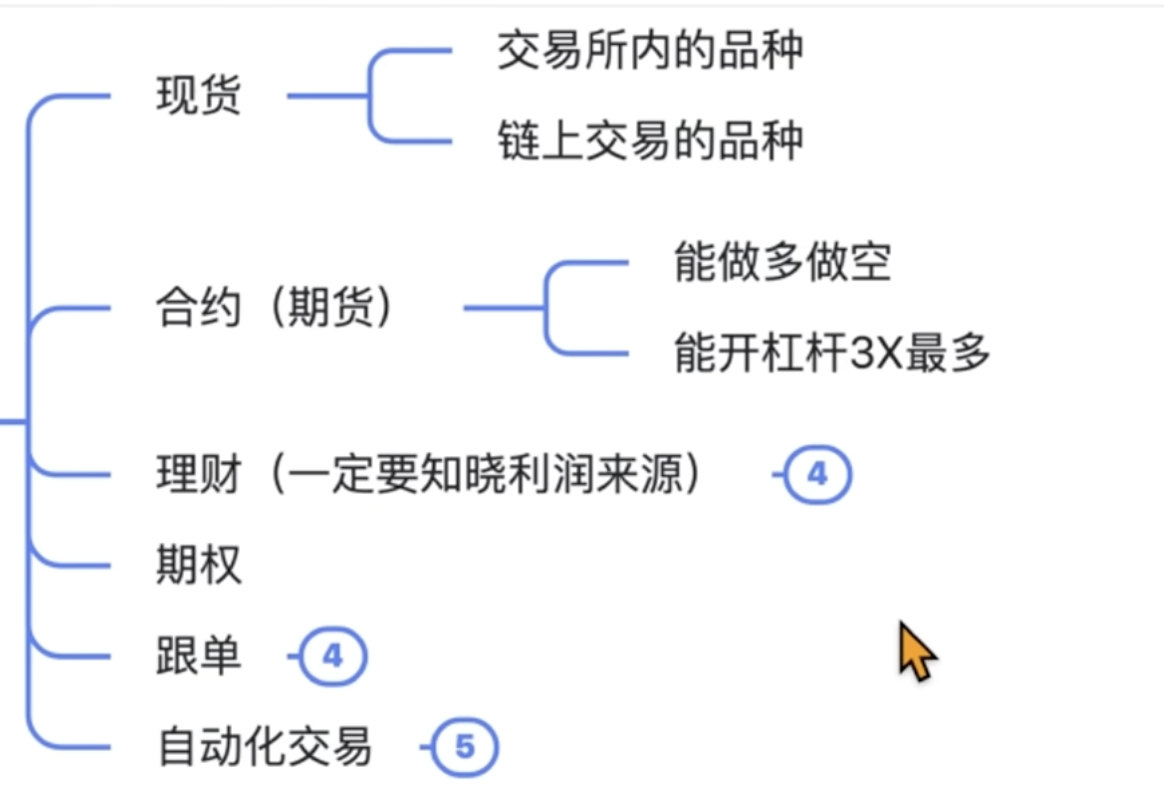 现货
交易所内的品种
链上交易的品种
合约（期货）
能做多做空
能开杠杆3X最多
理财（一定要知晓利润来源） 4
期权
跟单 4
自动化交易 5